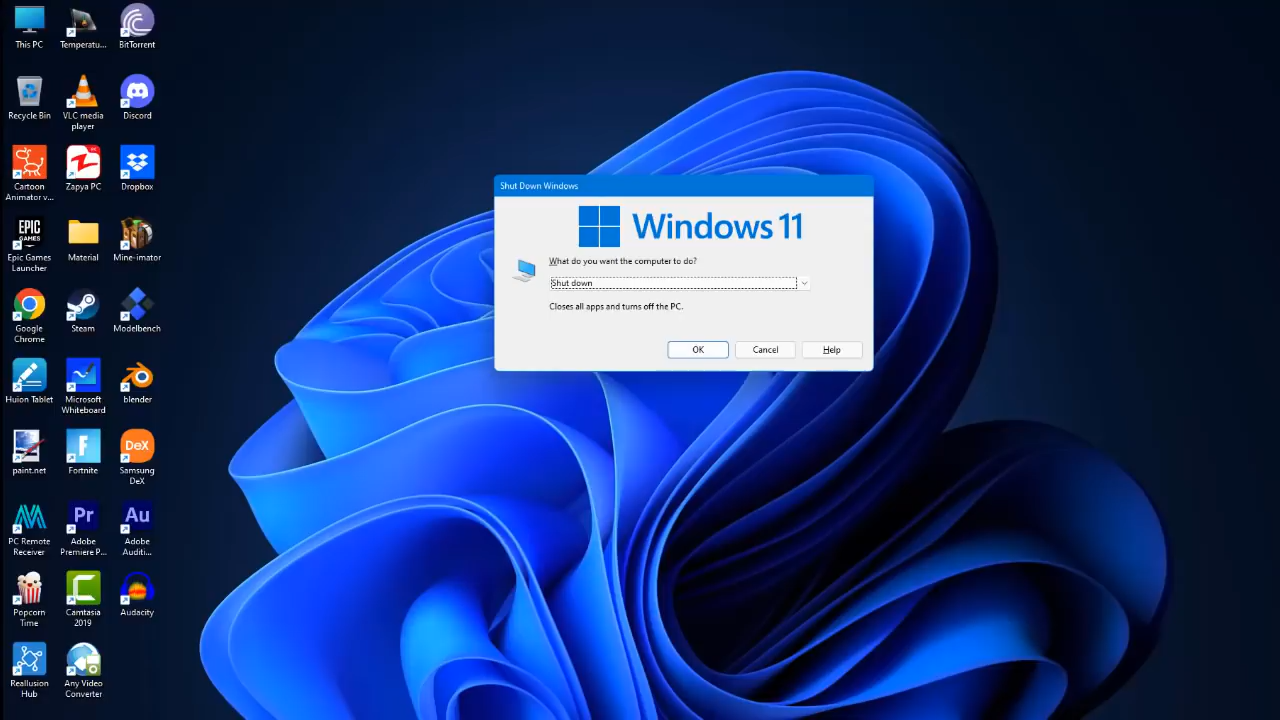 This PC
Temperatu...
BitTorrent
Recycle Bin
VLC media
player
Discord
Cartoon
Animator v...
Zapya PC
Dropbox
EPIC
GAMES
Epic Games
Launcher
Material
Mine-imator
Google
Chrome
Steam
Modelbench
Huion Tablet
Microsoft
Whiteboard
blender
paint.net
F
Fortnite
DeX
Samsung
DeX
PC Remote
Receiver
Pr
Adobe
Premiere P...
Au
Adobe
Auditi...
Popcorn
Time
C
Camtasia
2019
Audacity
Reallusion
Hub
Any Video
Converter
Shut Down Windows
Windows 11
What do you want the computer to do?
Shut down
Closes all apps and turns off the PC.
OK
Cancel
Help